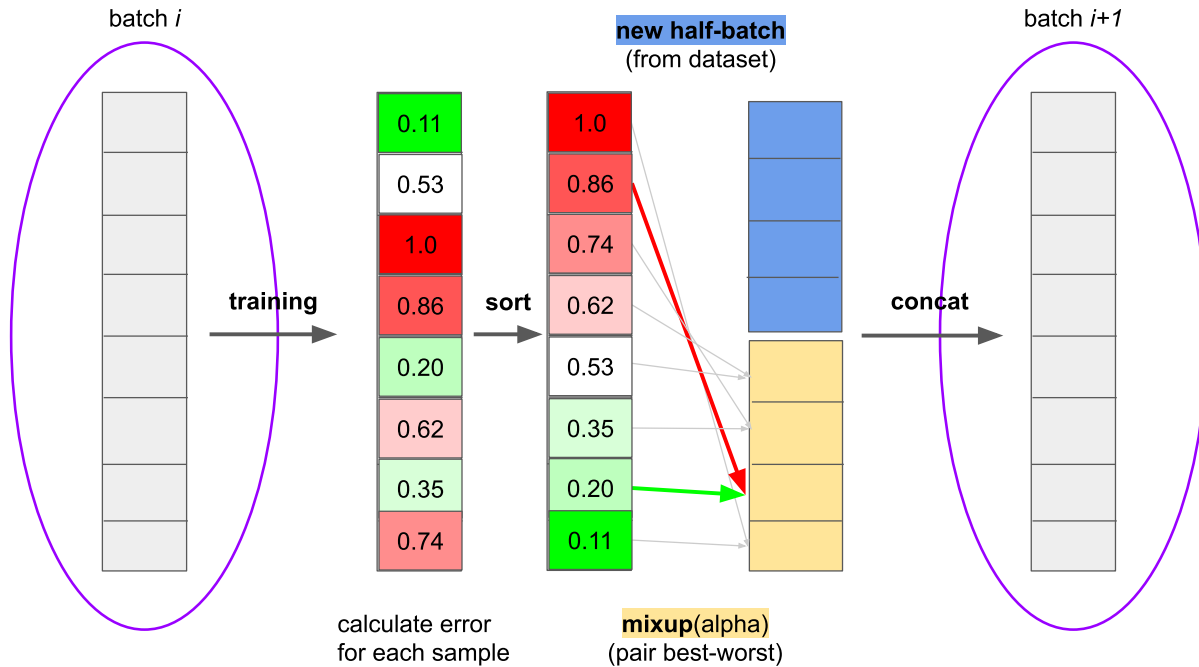 batch i
new half-batch
(from dataset)
batch i+1
training
0.11
0.53
1.0
0.86
0.20
0.62
0.35
0.74
sort
1.0
0.86
0.74
0.62
0.53
0.35
0.20
0.11
concat
calculate error
for each sample
mixup(alpha)
(pair best-worst)